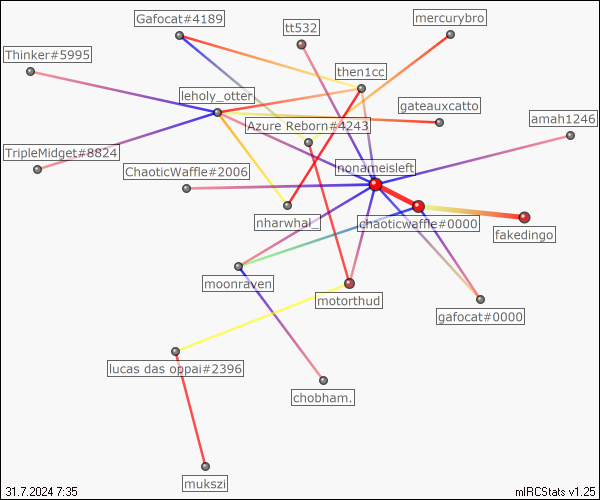 Gafocat#4189
mercurybro
tt532
Thinker#5995
then1cc
leholy_otter
gateauxcatto
amah1246
Azure Reborn#4243
TripleMidget#8824
nonameisleft
ChaoticWaffle#2006
nharwhal_
chaoticwaffle#0000
fakedingo
moonraven
motorthud
gafocat#0000
lucas das oppai#2396
chobham.
mukszi
31.7.2024 7:35
mIRCStats v1.25